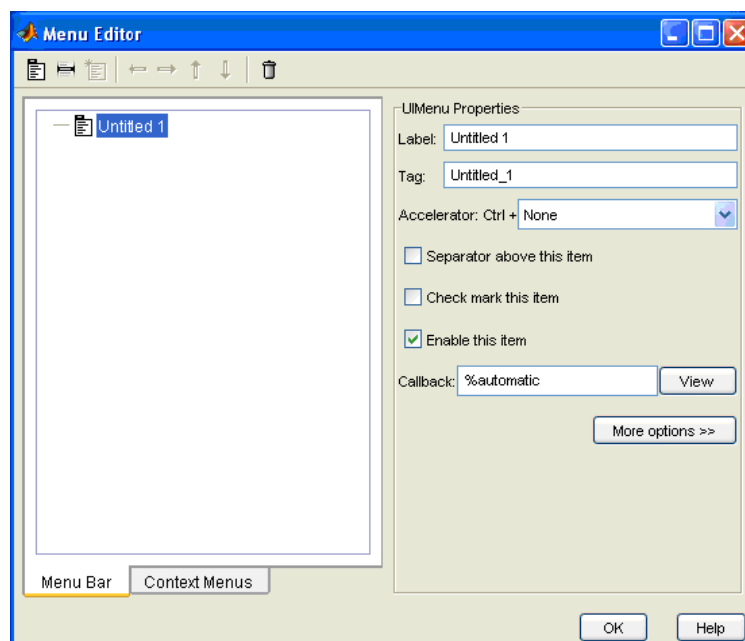 Menu Editor
Untitled 1
UIMenu Properties
Label: Untitled 1
Tag: Untitled_1
Accelerator: Ctrl + None
Separator above this item
Check mark this item
Enable this item
Callback: %automatic View
More options >>
Menu Bar Context Menus
OK Help